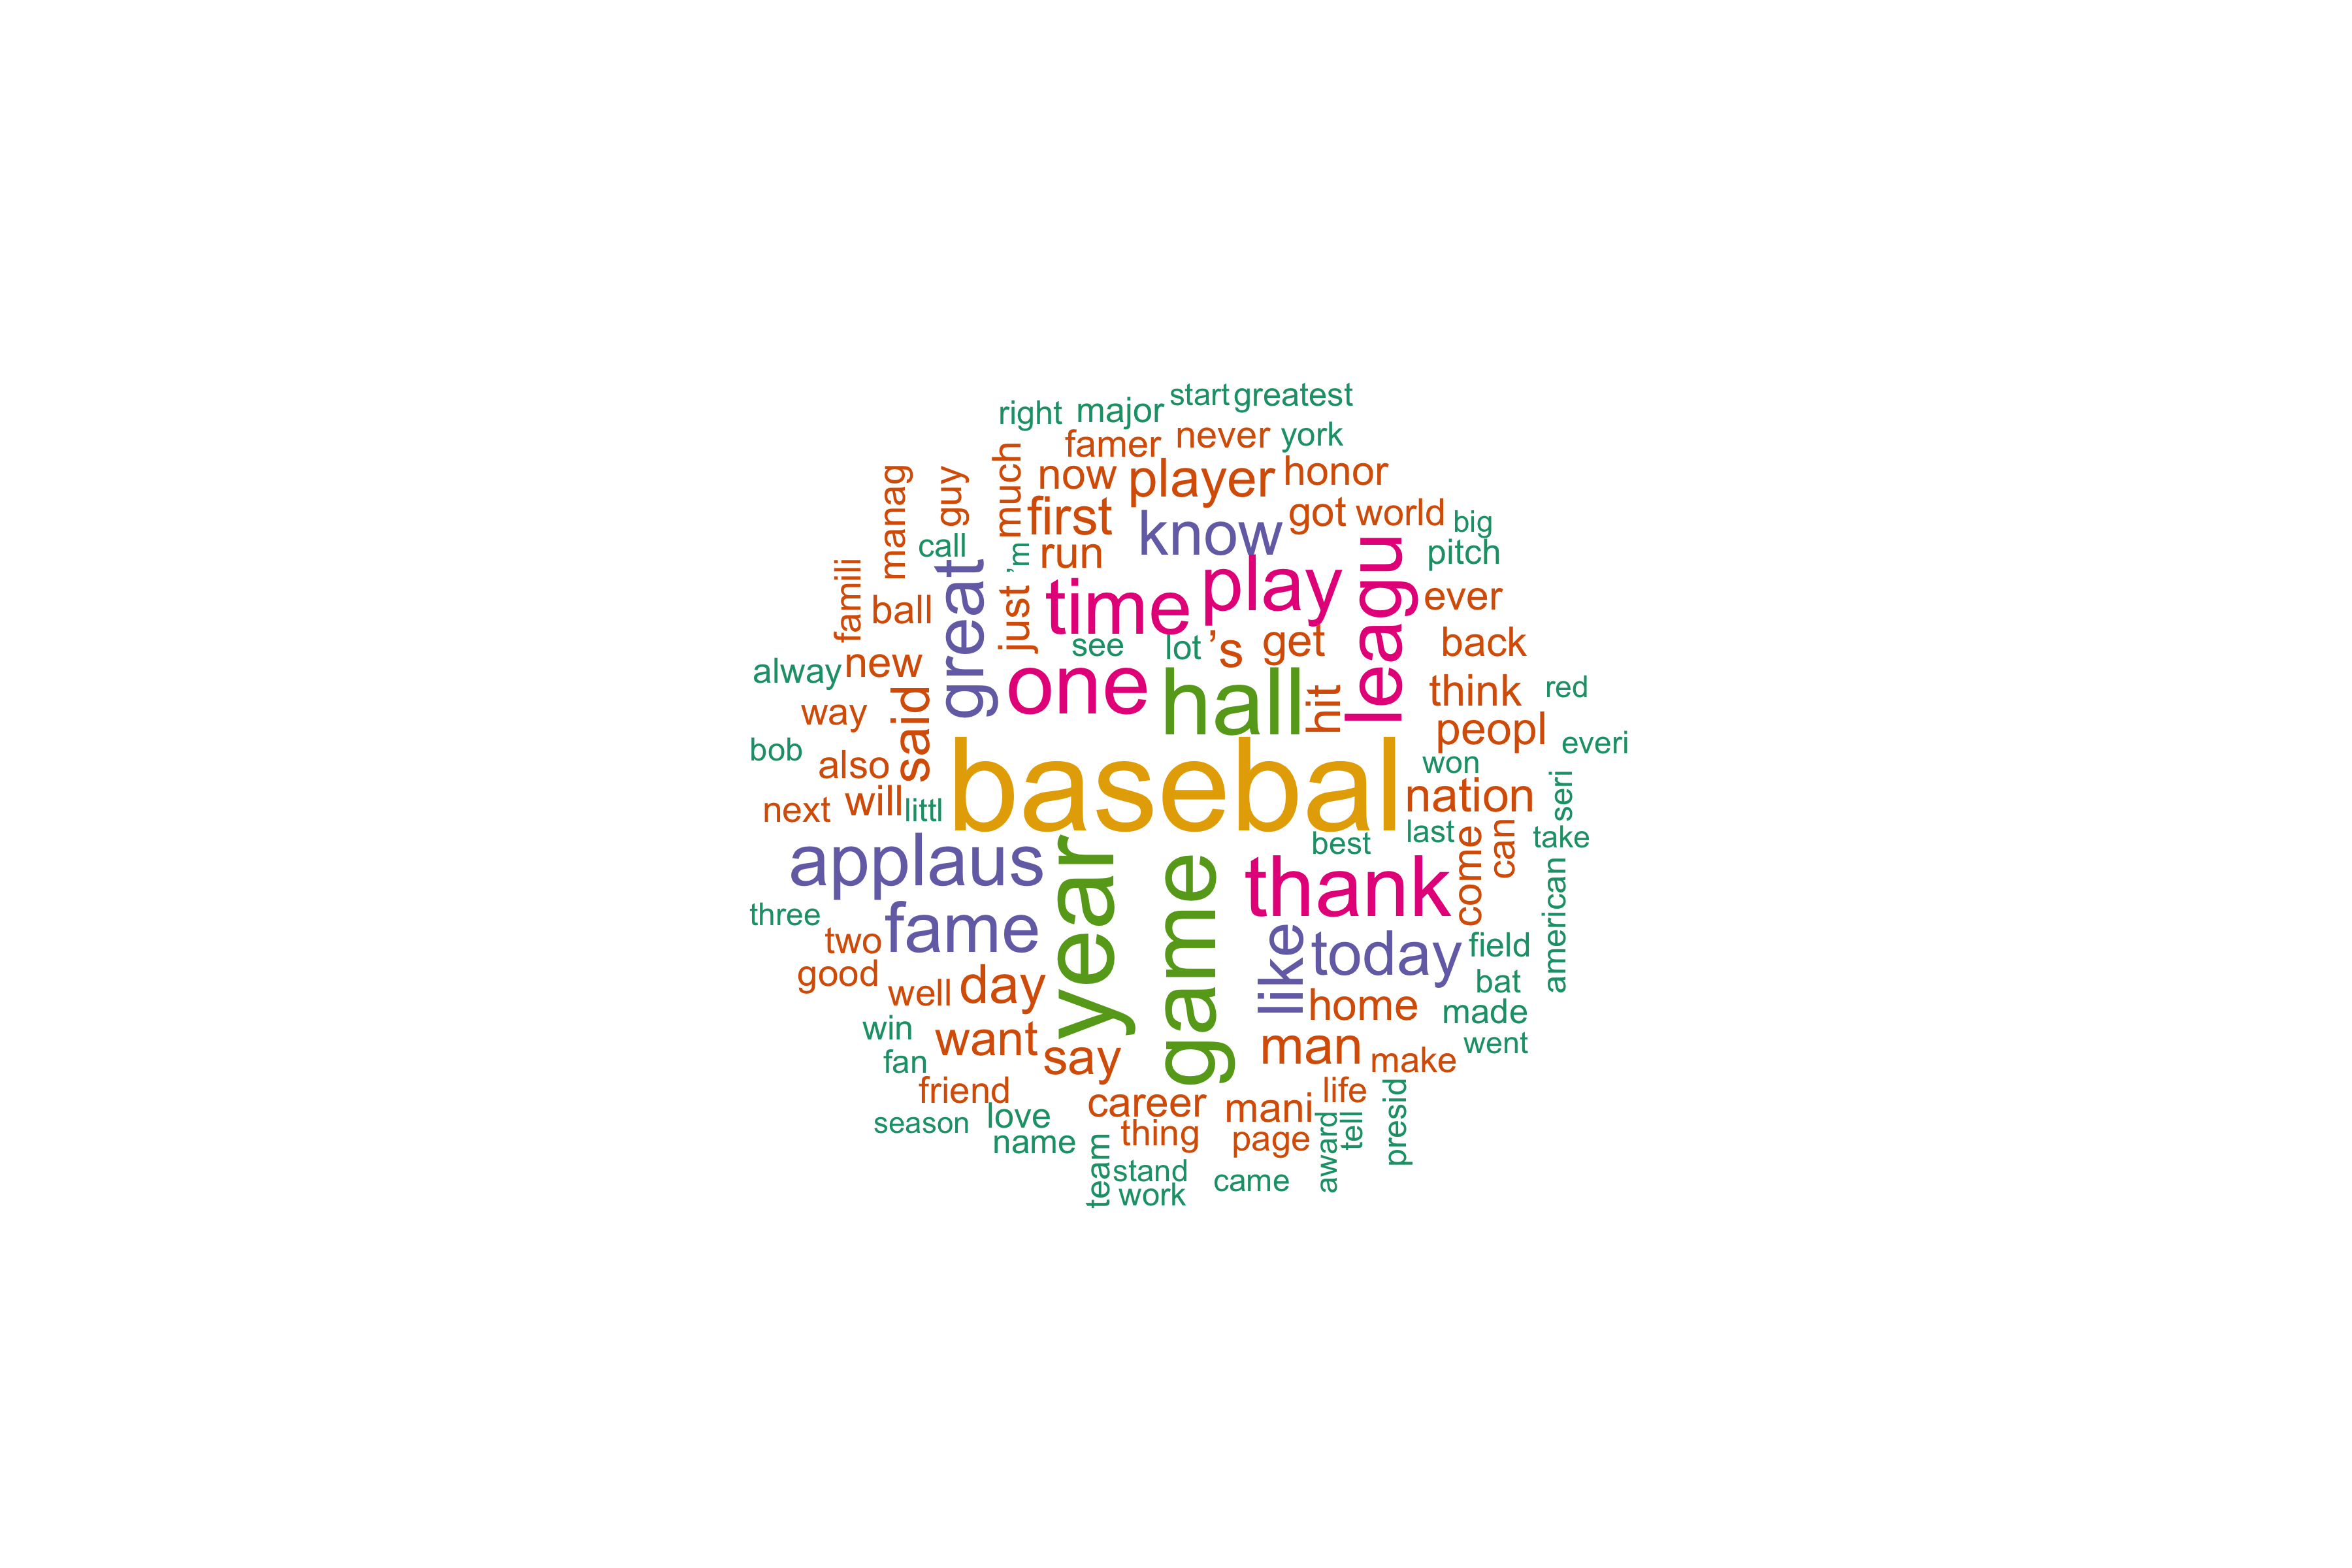 start greatest
right major
famer never york
much
manag
guy
now player honor
first
know
got world big
call
'm
run
pitch
famili
ball
great
just
time play
leagu
ever
see lot 's get back
alway new
one hall
hit
think red
way
said
peopl
bob also
everi
won
basebal
next will littl
nation
seri
last
take
best
applaus
year
game
thank
come
can
american
three
two fame
like
today field
good
well day
bat
home made
win
want say
man make went
fan
friend
career mani life
season love
name
thing page
team
award
tell
presid
stand
work
came